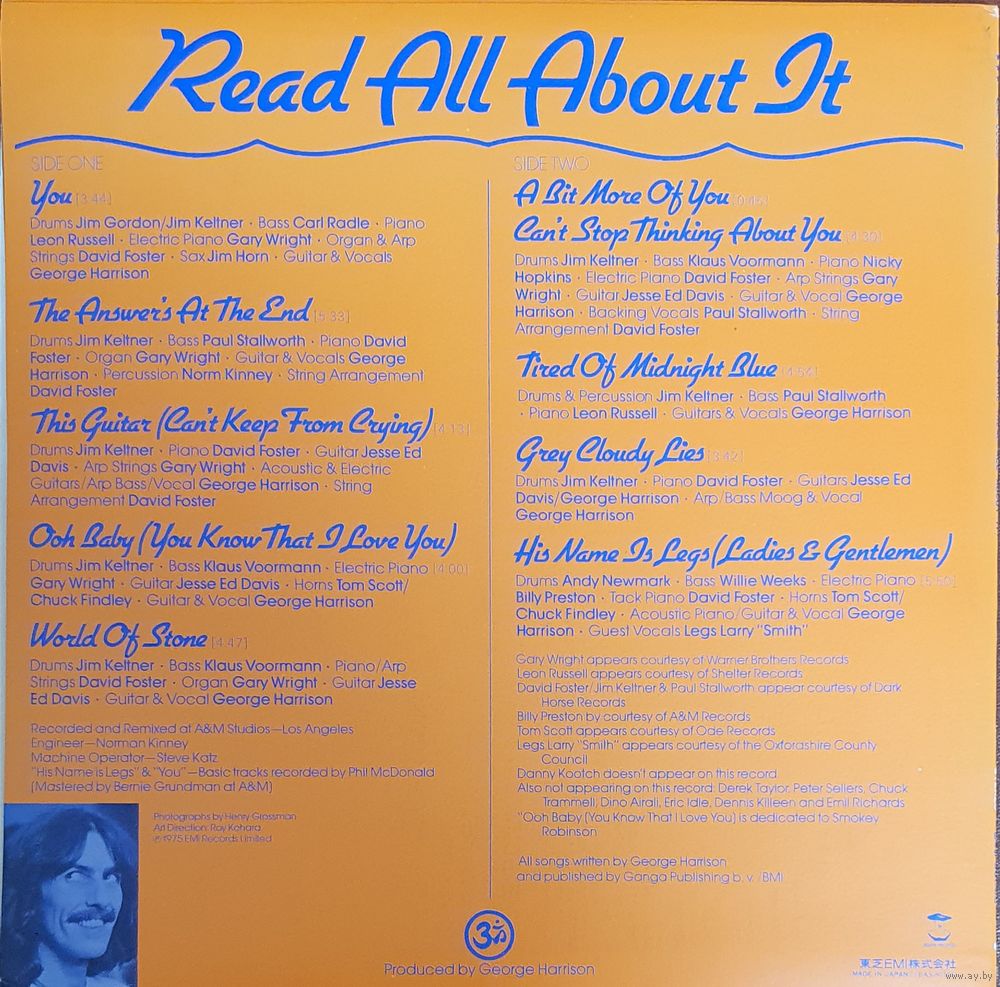 Read All About It
SIDE ONE
You [3:44]
Drums Jim Gordon/Jim Keltner · Bass Carl Radle · Piano
Leon Russell · Electric Piano Gary Wright · Organ & Arp
Strings David Foster · Sax Jim Horn · Guitar & Vocals
George Harrison
The Answer's At The End [5:33]
Drums Jim Keltner · Bass Paul Stallworth · Piano David
Foster · Organ Gary Wright · Guitar & Vocals George
Harrison · Percussion Norm Kinney · String Arrangement
David Foster
This Guitar (Can't Keep From Crying) [4:13]
Drums Jim Keltner · Piano David Foster · Guitar Jesse Ed
Davis · Arp Strings Gary Wright · Acoustic & Electric
Guitars/Arp Bass/Vocal George Harrison · String
Arrangement David Foster
Ooh Baby (You Know That I Love You)
Drums Jim Keltner · Bass Klaus Voormann · Electric Piano [4:00]
Gary Wright · Guitar Jesse Ed Davis · Horns Tom Scott/
Chuck Findley · Guitar & Vocal George Harrison
World Of Stone [4:47]
Drums Jim Keltner · Bass Klaus Voormann · Piano/Arp
Strings David Foster · Organ Gary Wright · Guitar Jesse
Ed Davis · Guitar & Vocal George Harrison
Recorded and Remixed at A&M Studios—Los Angeles
Engineer—Norman Kinney
Machine Operator—Steve Katz
"His Name is Legs" & "You"—Basic tracks recorded by Phil McDonald
(Mastered by Bernie Grundman at A&M)
Photographs by Henry Grossman
Art Direction: Roy Kohara
℗1975 EMI Records Limited
SIDE TWO
A Bit More Of You [0:45]
Can't Stop Thinking About You [4:30]
Drums Jim Keltner · Bass Klaus Voormann · Piano Nicky
Hopkins · Electric Piano David Foster · Arp Strings Gary
Wright · Guitar Jesse Ed Davis · Guitar & Vocal George
Harrison · Backing Vocals Paul Stallworth · String
Arrangement David Foster
Tired Of Midnight Blue [4:54]
Drums & Percussion Jim Keltner · Bass Paul Stallworth
· Piano Leon Russell · Guitars & Vocals George Harrison
Grey Cloudy Lies [3:42]
Drums Jim Keltner · Piano David Foster · Guitars Jesse Ed
Davis/George Harrison · Arp/Bass Moog & Vocal
George Harrison
His Name Is Legs (Ladies & Gentlemen)
Drums Andy Newmark · Bass Willie Weeks · Electric Piano
Billy Preston · Tack Piano David Foster · Horns Tom Scott/
Chuck Findley · Acoustic Piano/Guitar & Vocal George
Harrison · Guest Vocals Legs Larry "Smith"
Gary Wright appears courtesy of Warner Brothers Records
Leon Russell appears courtesy of Shelter Records
David Foster/Jim Keltner & Paul Stallworth appear courtesy of Dark
Horse Records
Billy Preston by courtesy of A&M Records
Tom Scott appears courtesy of Ode Records
Legs Larry "Smith" appears courtesy of the Oxforishire County
Council
Danny Kootch doesn't appear on this record
Also not appearing on this record: Derek Taylor, Peter Sellers, Chuck
Trammell, Dino Airali, Eric Idle, Dennis Killeen and Emil Richards
"Ooh Baby (You Know That I Love You) is dedicated to Smokey
Robinson
All songs written by George Harrison
and published by Ganga Publishing b. v. /BMI
ॐ
Produced by George Harrison
東芝EMI株式会社
MADE IN JAPAN
www.ay.by